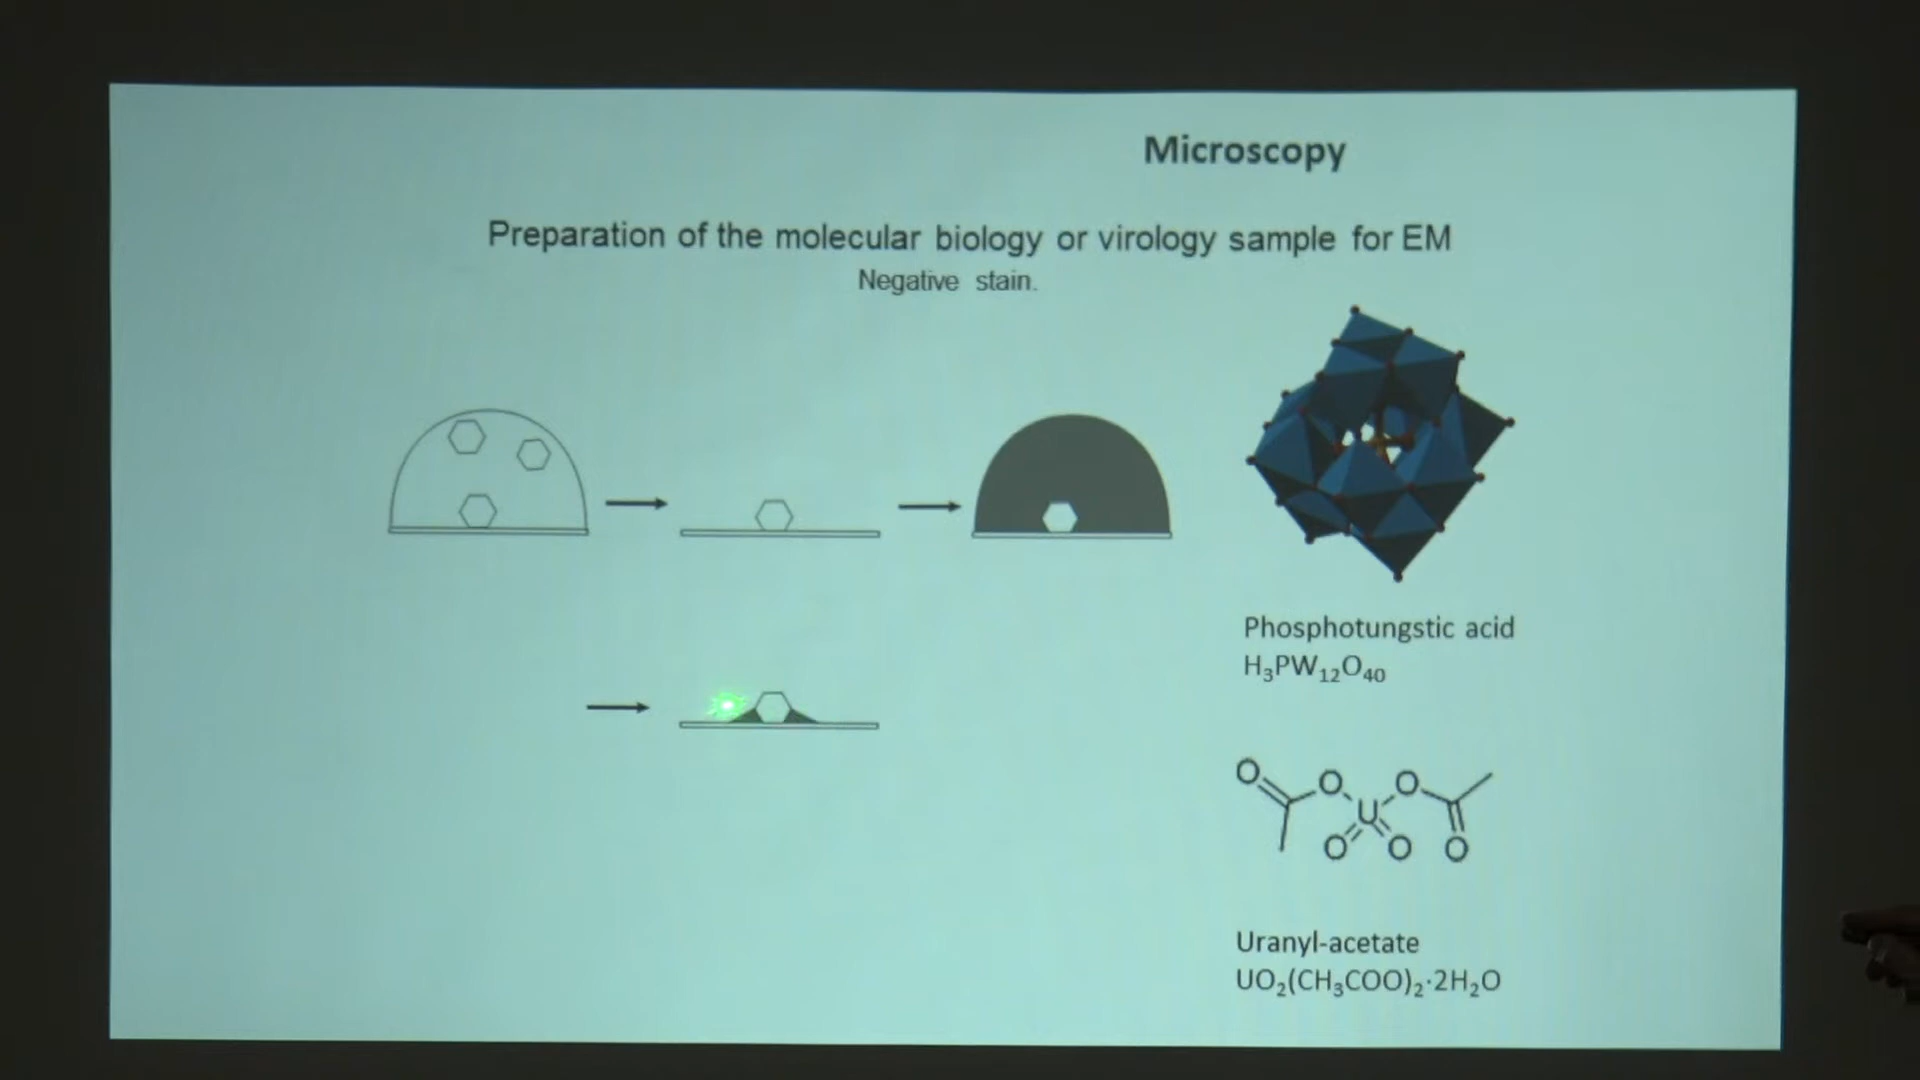 Microscopy
Preparation of the molecular biology or virology sample for EM
Negative stain.
Phosphotungstic acid
H₃PW₁₂O₄₀
O O O
U
O O O
Uranyl-acetate
UO₂(CH₃COO)₂·2H₂O